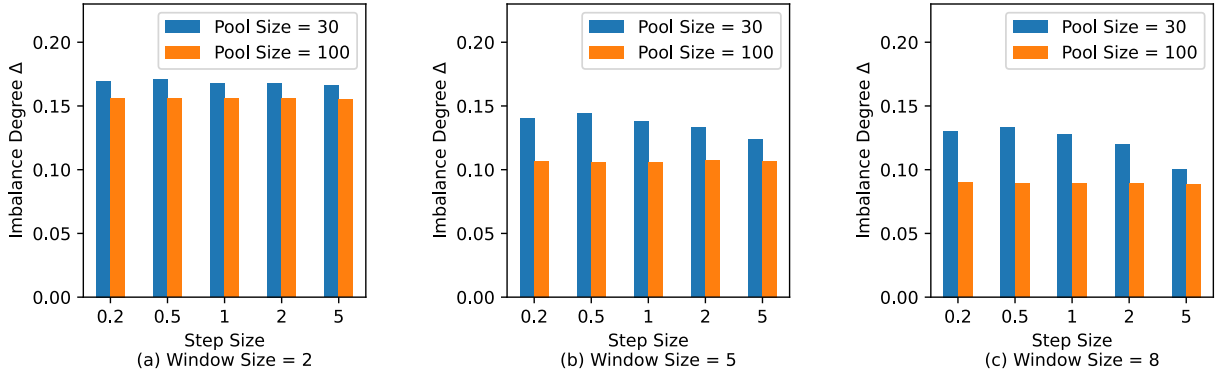 0.20
0.15
0.10
0.05
0.00
Imbalance Degree Δ
Pool Size = 30
Pool Size = 100
0.2 0.5 1 2 5
Step Size
(a) Window Size = 2
0.20
0.15
0.10
0.05
0.00
Imbalance Degree Δ
Pool Size = 30
Pool Size = 100
0.2 0.5 1 2 5
Step Size
(b) Window Size = 5
0.20
0.15
0.10
0.05
0.00
Imbalance Degree Δ
Pool Size = 30
Pool Size = 100
0.2 0.5 1 2 5
Step Size
(c) Window Size = 8